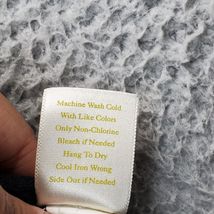 Machine Wash Cold
With Like Colors
Only Non-Chlorine
Bleach if Needed
Hang To Dry
Cool Iron Wrong
Side Out if Needed